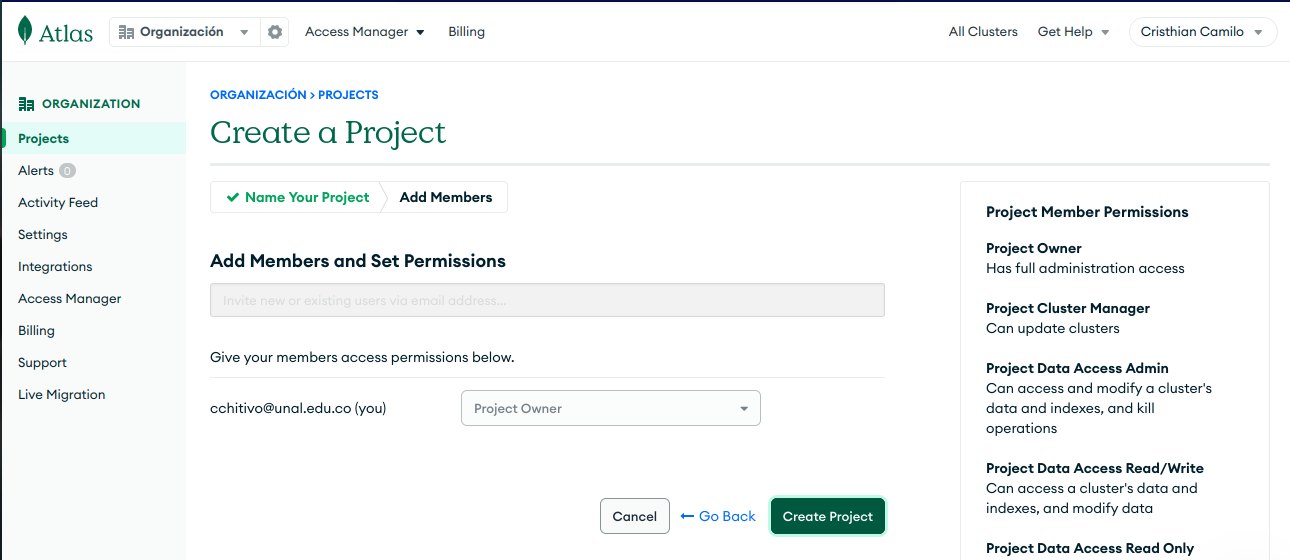 Atlas
Organización
Access Manager
Billing
All Clusters
Get Help
Cristhian Camilo
ORGANIZATION
Projects
Alerts 0
Activity Feed
Settings
Integrations
Access Manager
Billing
Support
Live Migration
ORGANIZACIÓN > PROJECTS
Create a Project
Name Your Project
Add Members
Add Members and Set Permissions
Invite new or existing users via email address...
Give your members access permissions below.
cchitivo@unal.edu.co (you)
Project Owner
Cancel
Go Back
Create Project
Project Member Permissions
Project Owner
Has full administration access
Project Cluster Manager
Can update clusters
Project Data Access Admin
Can access and modify a cluster's
data and indexes, and kill
operations
Project Data Access Read/Write
Can access a cluster's data and
indexes, and modify data
Project Data Access Read Only